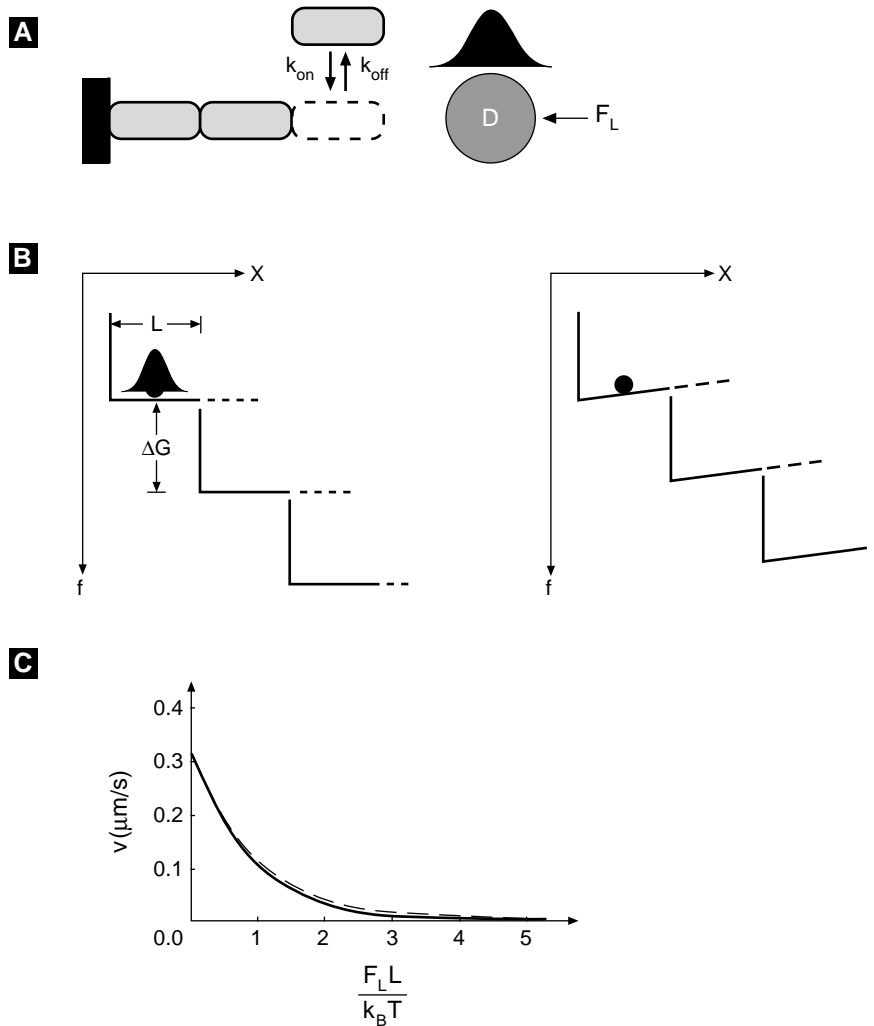 A
k_on k_off
D
F_L
B
X
L
ΔG
f
X
f
C
0.4
0.3
0.2
0.1
v(μm/s)
0.0 1 2 3 4 5
F_L L
k_B T